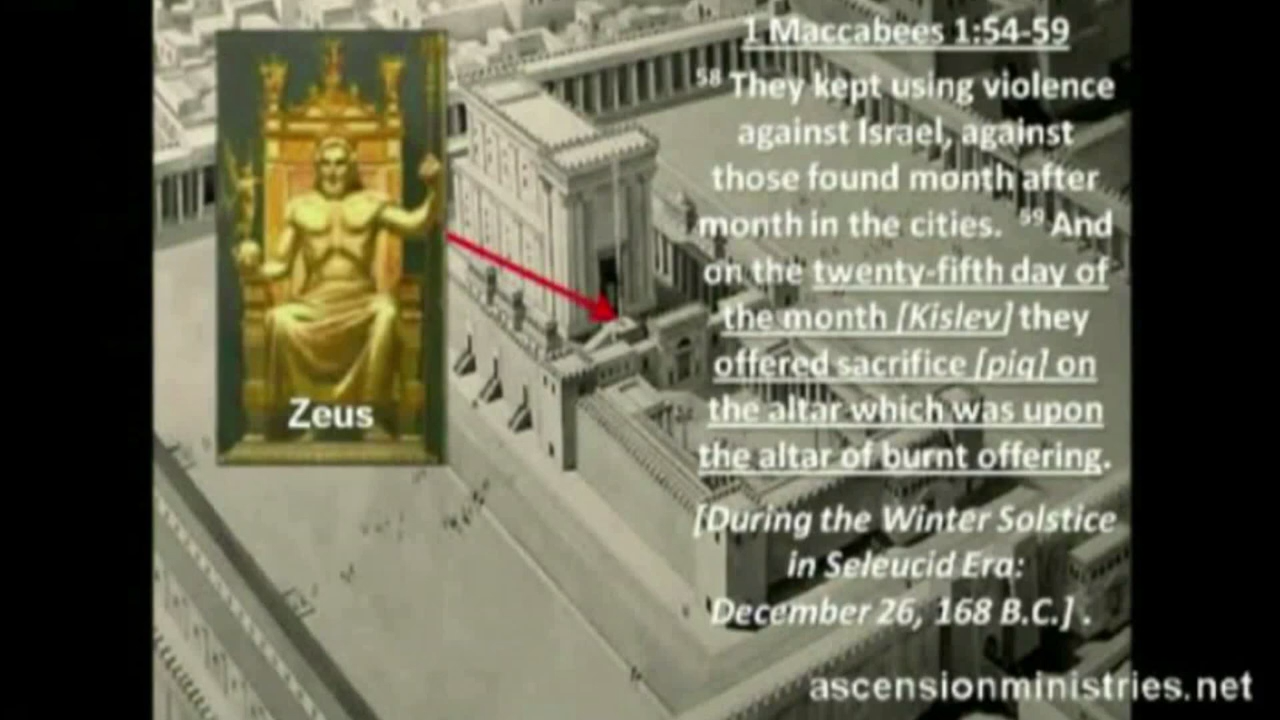 1 Maccabees 1:54-59
58 They kept using violence
against Israel, against
those found month after
month in the cities. 59 And
on the twenty-fifth day of
the month [Kislev] they
offered sacrifice [pig] on
the altar which was upon
the altar of burnt offering.
[During the Winter Solstice
in Seleucid Era:
December 26, 168 B.C.] .
Zeus
ascensionministries.net